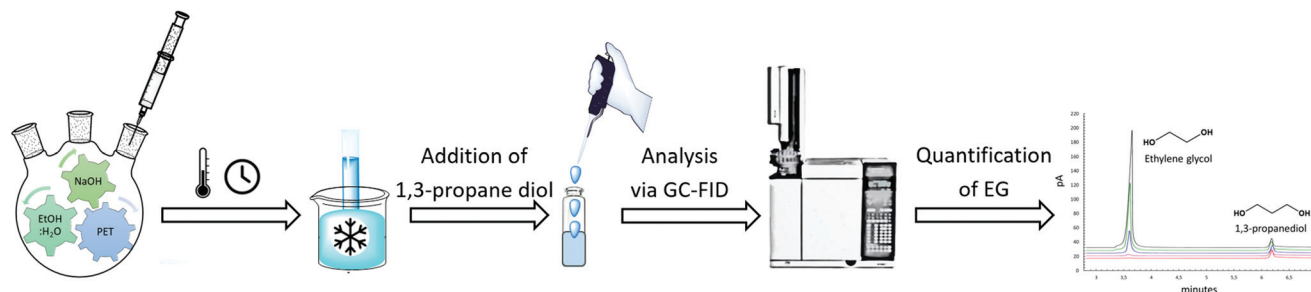 NaOH
EtOH
:H₂O
PET
Addition of
1,3-propane diol
Analysis
via GC-FID
Quantification
of EG
pA
220
200
180
160
140
120
100
80
60
40
20
0
3
3,5
4
4,5
5
5,5
6
6,5
minutes
HO OH
Ethylene glycol
HO OH
1,3-propanediol